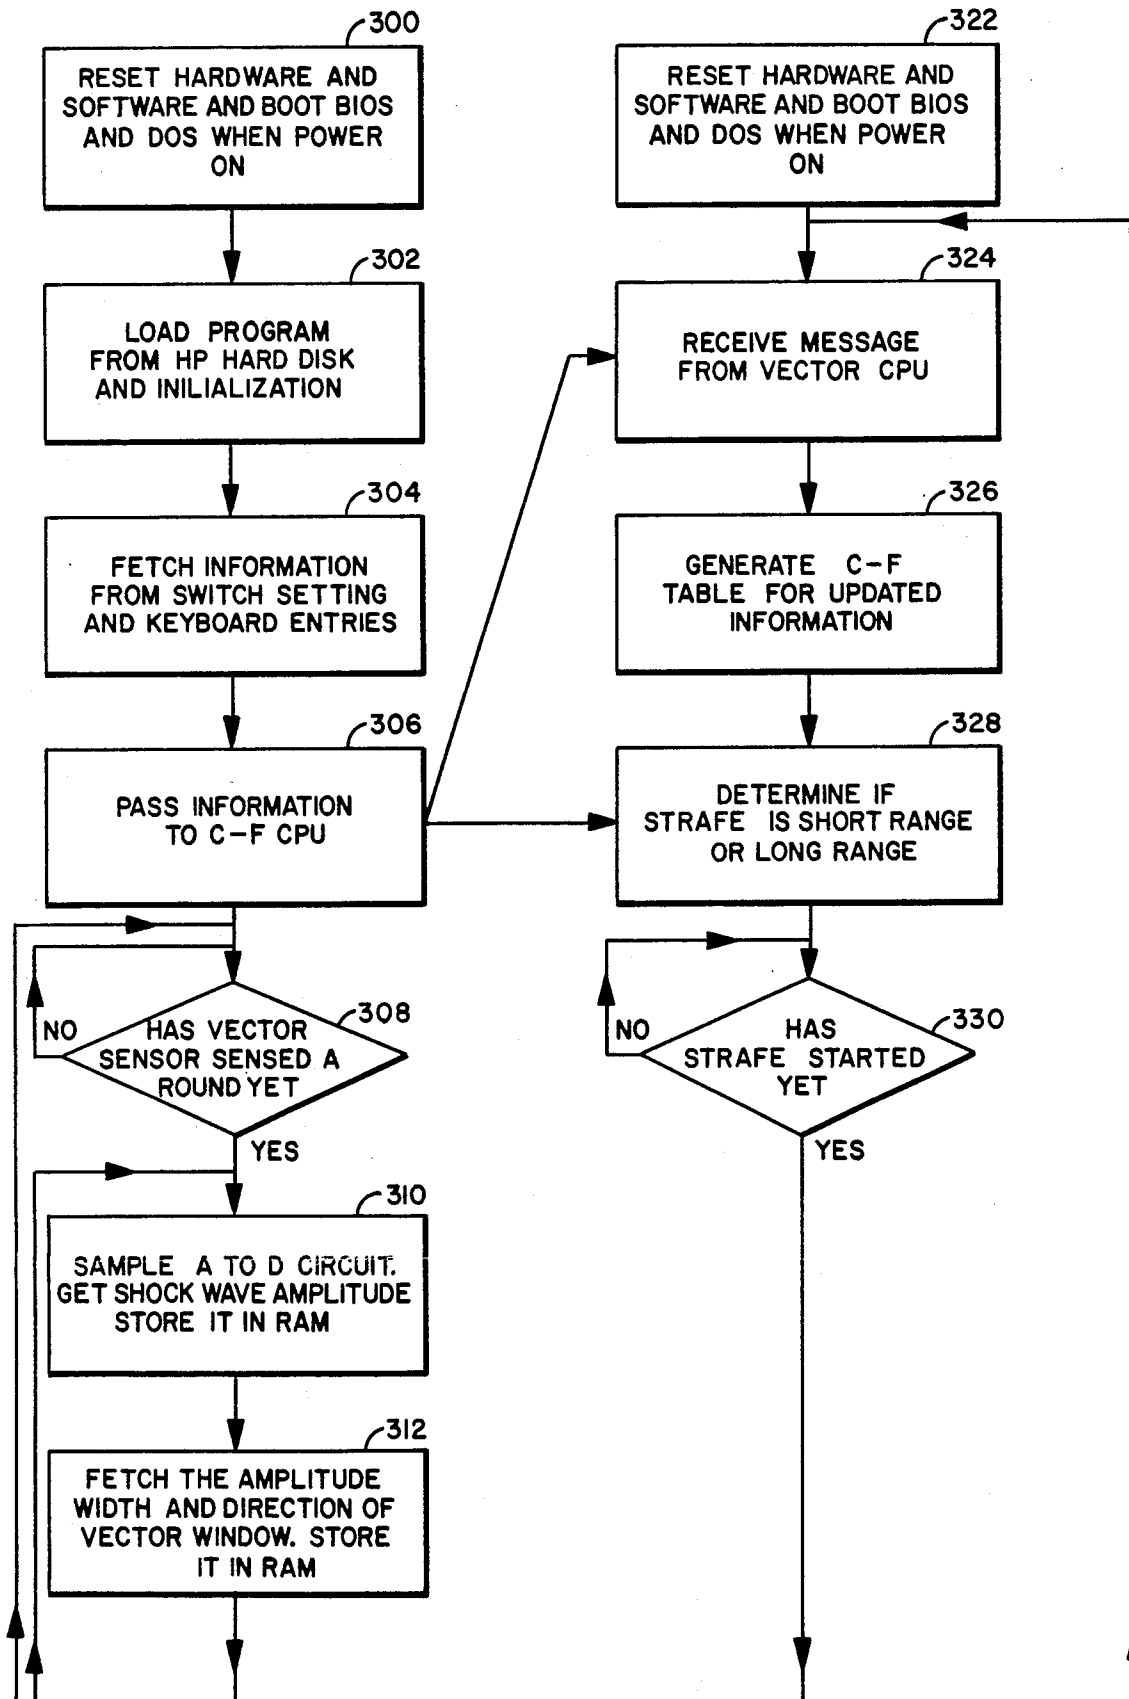 300
RESET HARDWARE AND
SOFTWARE AND BOOT BIOS
AND DOS WHEN POWER
ON
302
LOAD PROGRAM
FROM HP HARD DISK
AND INILIALIZATION
304
FETCH INFORMATION
FROM SWITCH SETTING
AND KEYBOARD ENTRIES
306
PASS INFORMATION
TO C-F CPU
308
NO
HAS VECTOR
SENSOR SENSED A
ROUND YET
YES
310
SAMPLE A TO D CIRCUIT.
GET SHOCK WAVE AMPLITUDE
STORE IT IN RAM
312
FETCH THE AMPLITUDE
WIDTH AND DIRECTION OF
VECTOR WINDOW. STORE
IT IN RAM
322
RESET HARDWARE AND
SOFTWARE AND BOOT BIOS
AND DOS WHEN POWER
ON
324
RECEIVE MESSAGE
FROM VECTOR CPU
326
GENERATE C-F
TABLE FOR UPDATED
INFORMATION
328
DETERMINE IF
STRAFE IS SHORT RANGE
OR LONG RANGE
330
NO
HAS
STRAFE STARTED
YET
YES